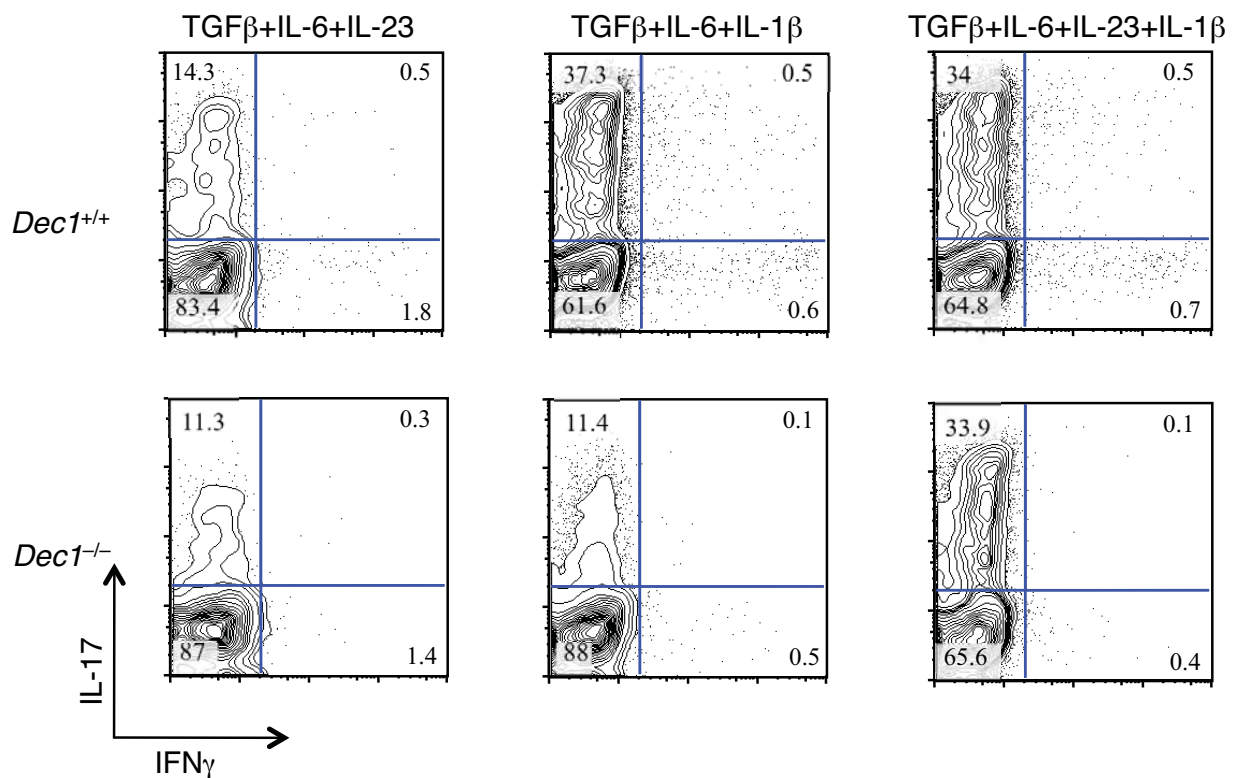 TGFβ+IL-6+IL-23 TGFβ+IL-6+IL-1β TGFβ+IL-6+IL-23+IL-1β
14.3 0.5 37.3 0.5 34 0.5
Dec1+/+
83.4 1.8 61.6 0.6 64.8 0.7
11.3 0.3 11.4 0.1 33.9 0.1
Dec1–/–
87 1.4 88 0.5 65.6 0.4
IL-17
IFNγ